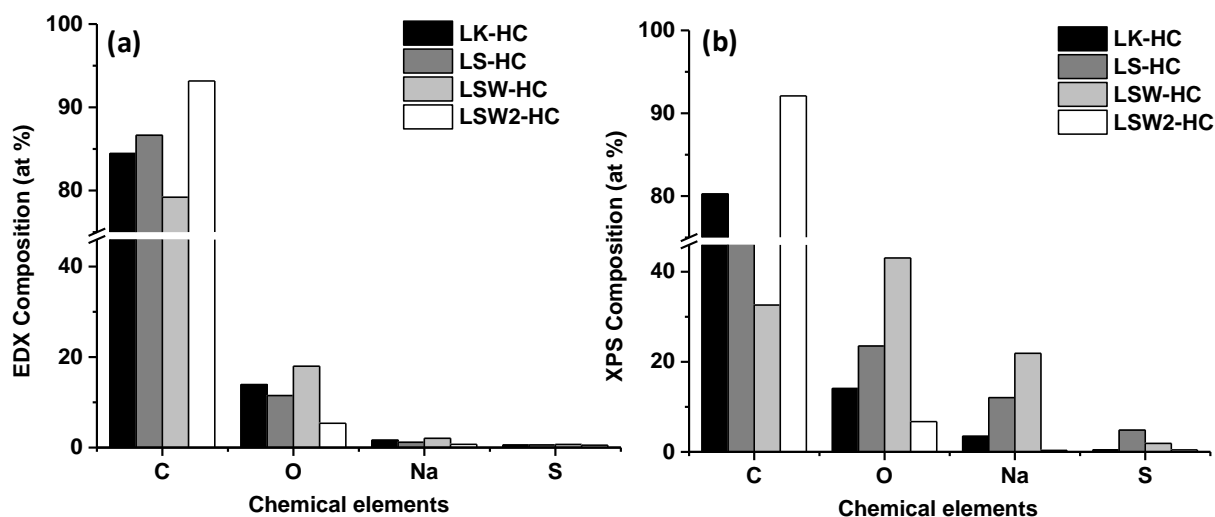 (a)
LK-HC
LS-HC
LSW-HC
LSW2-HC
100
90
80
40
20
0
EDX Composition (at %)
C O Na S
Chemical elements
(b)
LK-HC
LS-HC
LSW-HC
LSW2-HC
100
90
80
40
20
0
XPS Composition (at %)
C O Na S
Chemical elements